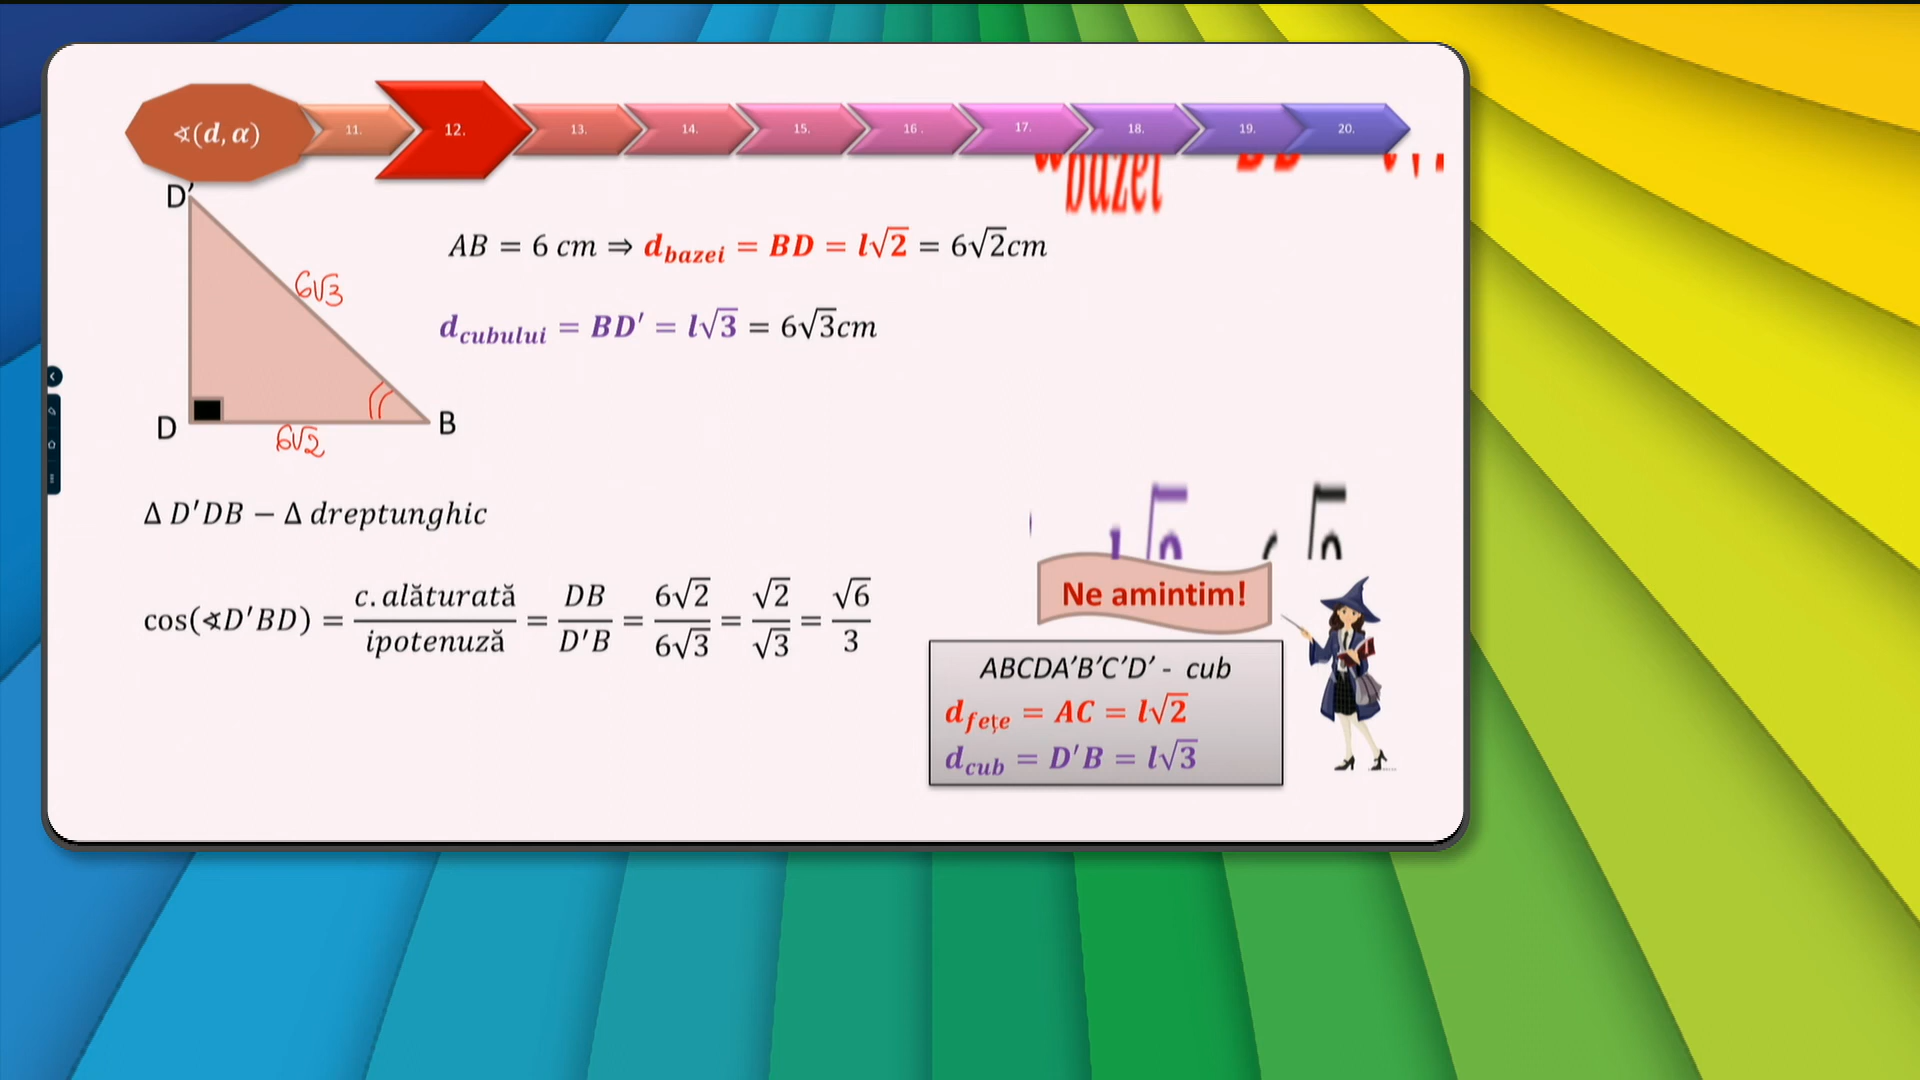 ∢(d, α)
11.
12.
13.
14.
15.
16 .
17.
18.
19.
20.
bazei
D′
AB = 6 cm ⇒ d_bazei = BD = l√2 = 6√2cm
6√3
d_cubului = BD′ = l√3 = 6√3cm
D
B
6√2
Δ D′DB − Δ dreptunghic
cos(∢D′BD) = c.alăturată / ipotenuză = DB / D′B = 6√2 / 6√3 = √2 / √3 = √6 / 3
Ne amintim!
ABCDA′B′C′D′ - cub
d_fețe = AC = l√2
d_cub = D′B = l√3